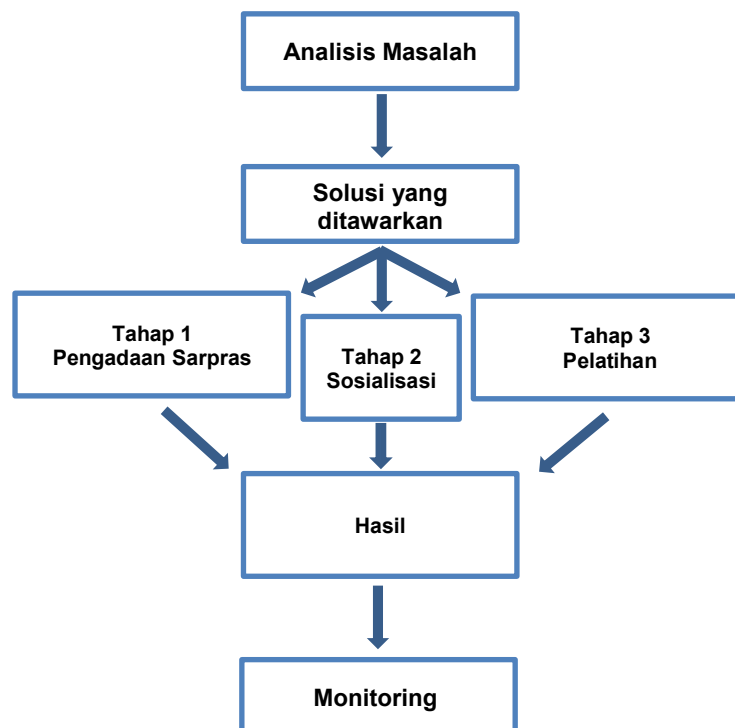 Analisis Masalah
Solusi yang
ditawarkan
Tahap 1
Pengadaan Sarpras
Tahap 2
Sosialisasi
Tahap 3
Pelatihan
Hasil
Monitoring